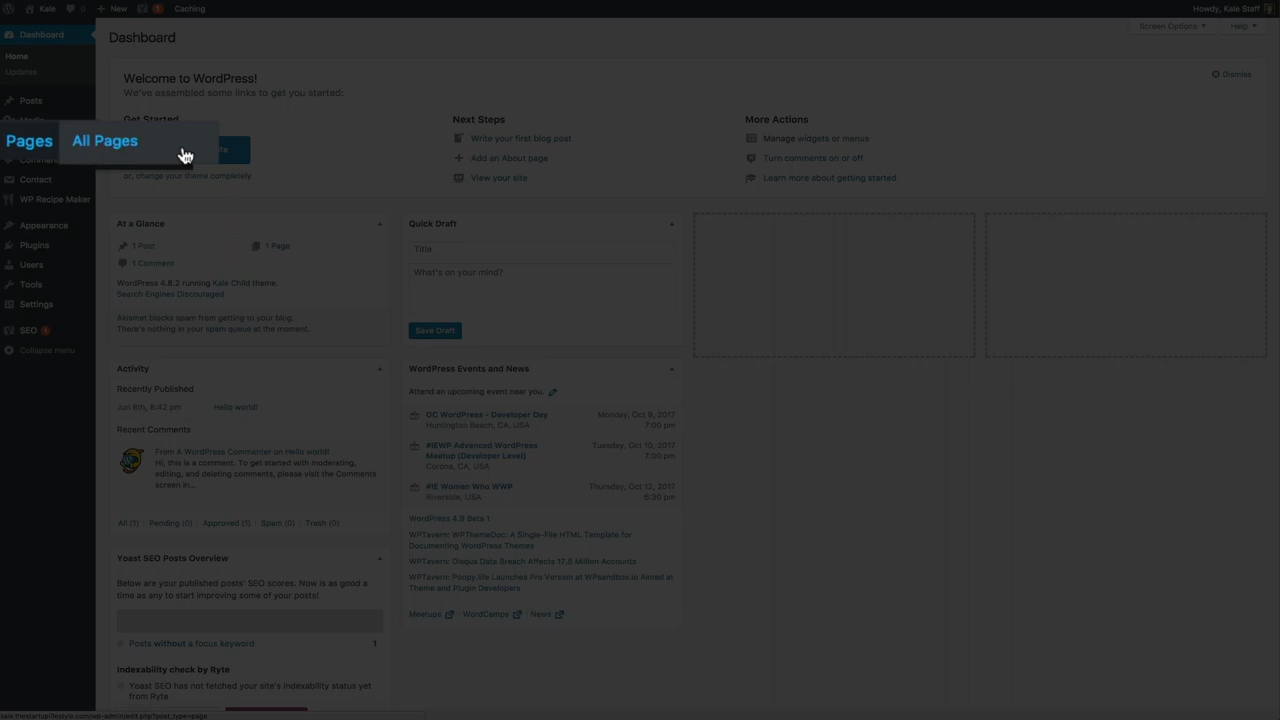 Kale 0 + New 1 Caching Howdy, Kale Staff
Dashboard
Dashboard
Screen Options Help
Home
Updates
Welcome to WordPress!
Dismiss
We've assembled some links to get you started:
Posts
Media
Get Started
Next Steps
More Actions
Pages All Pages
Write your first blog post
Manage widgets or menus
Add an About page
Turn comments on or off
or, change your theme completely
View your site
Learn more about getting started
Contact
WP Recipe Maker
Appearance
Plugins
Users
Tools
Settings
SEO 1
Collapse menu
At a Glance
1 Post 1 Page
1 Comment
WordPress 4.8.2 running Kale Child theme.
Search Engines Discouraged
Akismet blocks spam from getting to your blog.
There's nothing in your spam queue at the moment.
Quick Draft
Title
What's on your mind?
Save Draft
Activity
Recently Published
Jun 8th, 8:42 pm Hello world!
Recent Comments
From A WordPress Commenter on Hello world!
Hi, this is a comment. To get started with moderating,
editing, and deleting comments, please visit the Comments
screen in...
All (1) Pending (0) Approved (1) Spam (0) Trash (0)
WordPress Events and News
Attend an upcoming event near you.
OC WordPress - Developer Day Monday, Oct 9, 2017
Huntington Beach, CA, USA 7:00 pm
#IEWP Advanced WordPress Tuesday, Oct 10, 2017
Meetup (Developer Level) 7:00 pm
Corona, CA, USA
#IE Women Who WWP Thursday, Oct 12, 2017
Riverside, USA 6:30 pm
WordPress 4.9 Beta 1
WPTavern: WPThemeDoc: A Single-File HTML Template for
Documenting WordPress Themes
WPTavern: Disqus Data Breach Affects 17.5 Million Accounts
WPTavern: Poopy.life Launches Pro Version at WPsandbox.io Aimed at
Theme and Plugin Developers
Meetups WordCamps News
Yoast SEO Posts Overview
Below are your published posts' SEO scores. Now is as good a
time as any to start improving some of your posts!
Posts without a focus keyword 1
Indexability check by Ryte
Yoast SEO has not fetched your site's indexability status yet
from Ryte
kale.thestartuplifestyle.com/wp-admin/edit.php?post_type=page